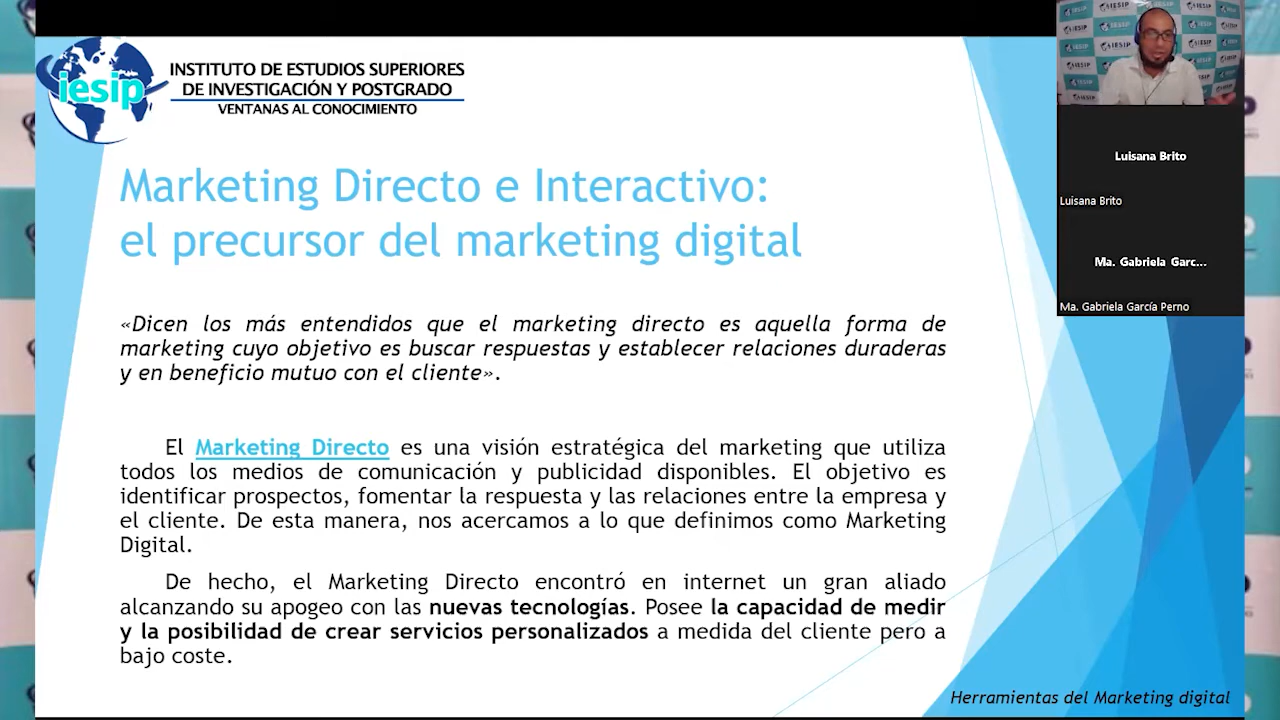 iesip
INSTITUTO DE ESTUDIOS SUPERIORES
DE INVESTIGACIÓN Y POSTGRADO
VENTANAS AL CONOCIMIENTO
Marketing Directo e Interactivo:
el precursor del marketing digital
«Dicen los más entendidos que el marketing directo es aquella forma de
marketing cuyo objetivo es buscar respuestas y establecer relaciones duraderas
y en beneficio mutuo con el cliente».
El Marketing Directo es una visión estratégica del marketing que utiliza
todos los medios de comunicación y publicidad disponibles. El objetivo es
identificar prospectos, fomentar la respuesta y las relaciones entre la empresa y
el cliente. De esta manera, nos acercamos a lo que definimos como Marketing
Digital.
De hecho, el Marketing Directo encontró en internet un gran aliado
alcanzando su apogeo con las nuevas tecnologías. Posee la capacidad de medir
y la posibilidad de crear servicios personalizados a medida del cliente pero a
bajo coste.
Herramientas del Marketing digital
Luisana Brito
Luisana Brito
Ma. Gabriela Garc...
Ma. Gabriela García Perno